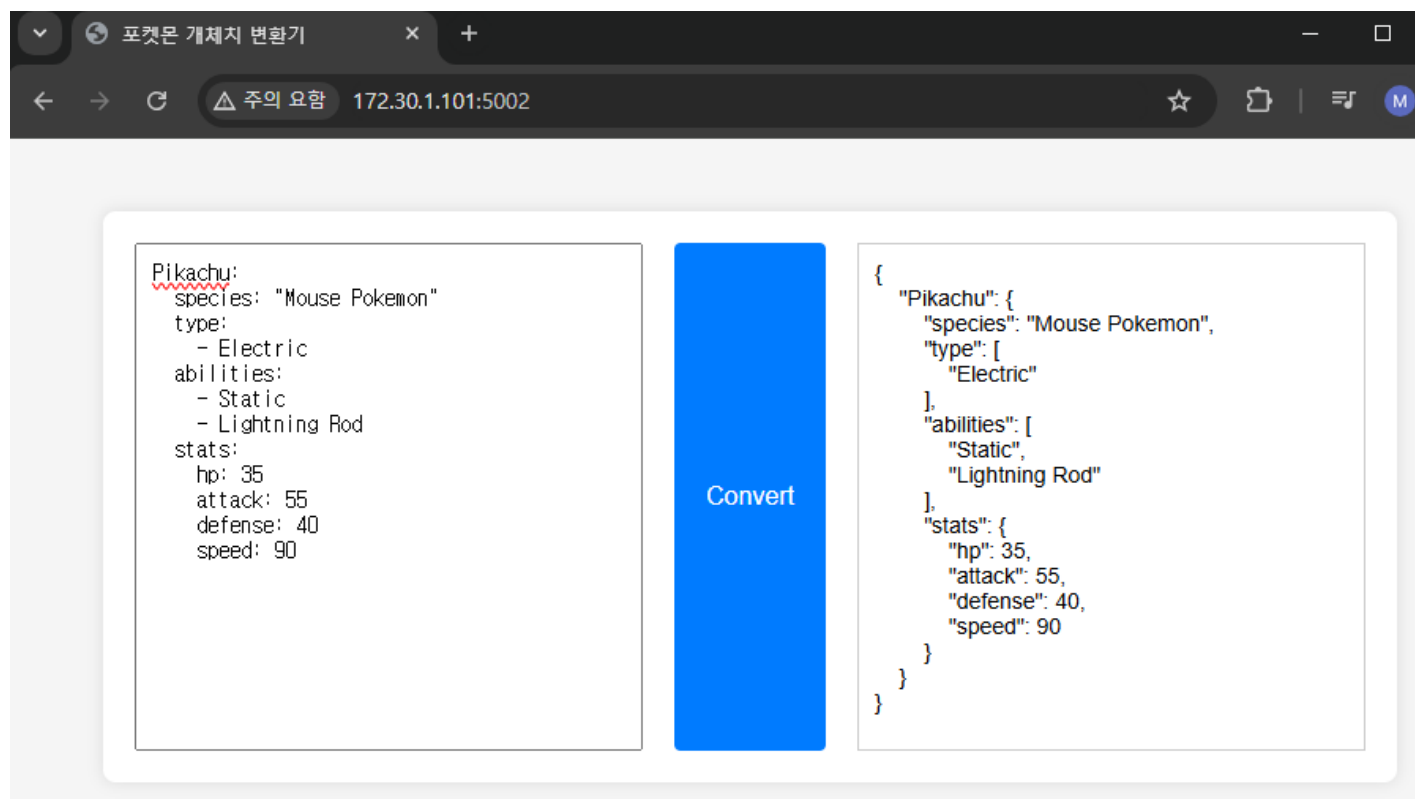 포켓몬 개체치 변환기
주의 요함 172.30.1.101:5002
M
Pikachu:
  species: "Mouse Pokemon"
  type:
    - Electric
  abilities:
    - Static
    - Lightning Rod
  stats:
    hp: 35
    attack: 55
    defense: 40
    speed: 90
Convert
{
    "Pikachu": {
        "species": "Mouse Pokemon",
        "type": [
            "Electric"
        ],
        "abilities": [
            "Static",
            "Lightning Rod"
        ],
        "stats": {
            "hp": 35,
            "attack": 55,
            "defense": 40,
            "speed": 90
        }
    }
}